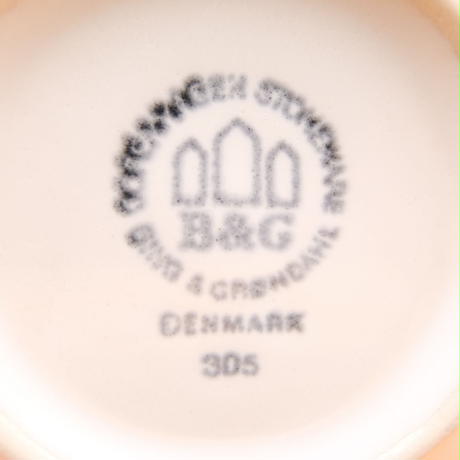 COPENHAGEN STONEWARE
B&G
BING & GRØNDAHL
DENMARK
305